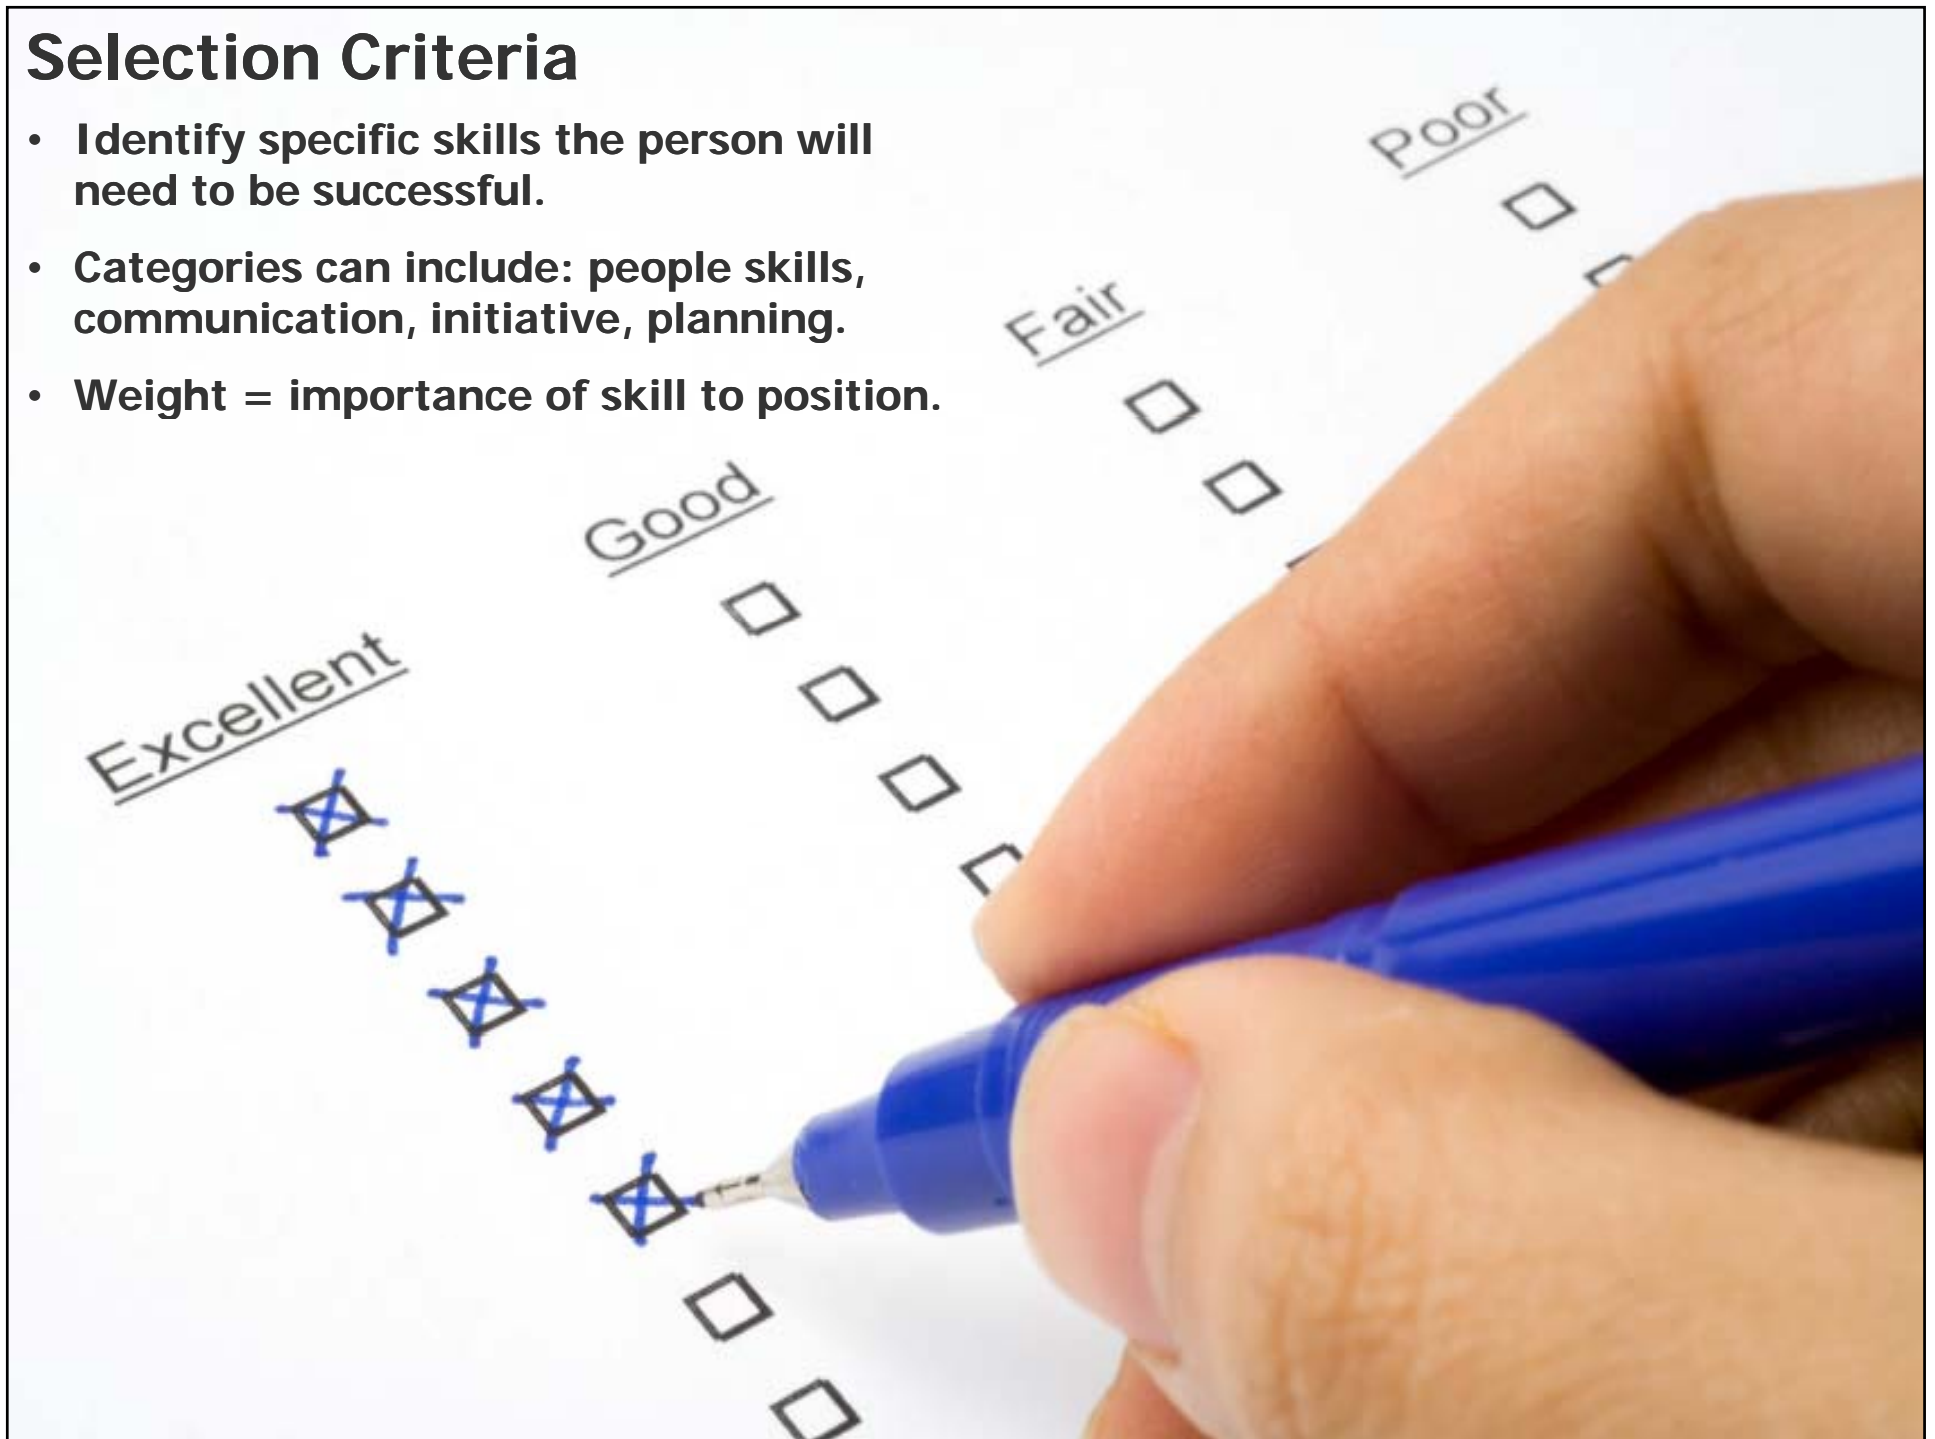 Selection Criteria
• Identify specific skills the person will
need to be successful.
• Categories can include: people skills,
communication, initiative, planning.
• Weight = importance of skill to position.
Poor
Fair
Good
Excellent